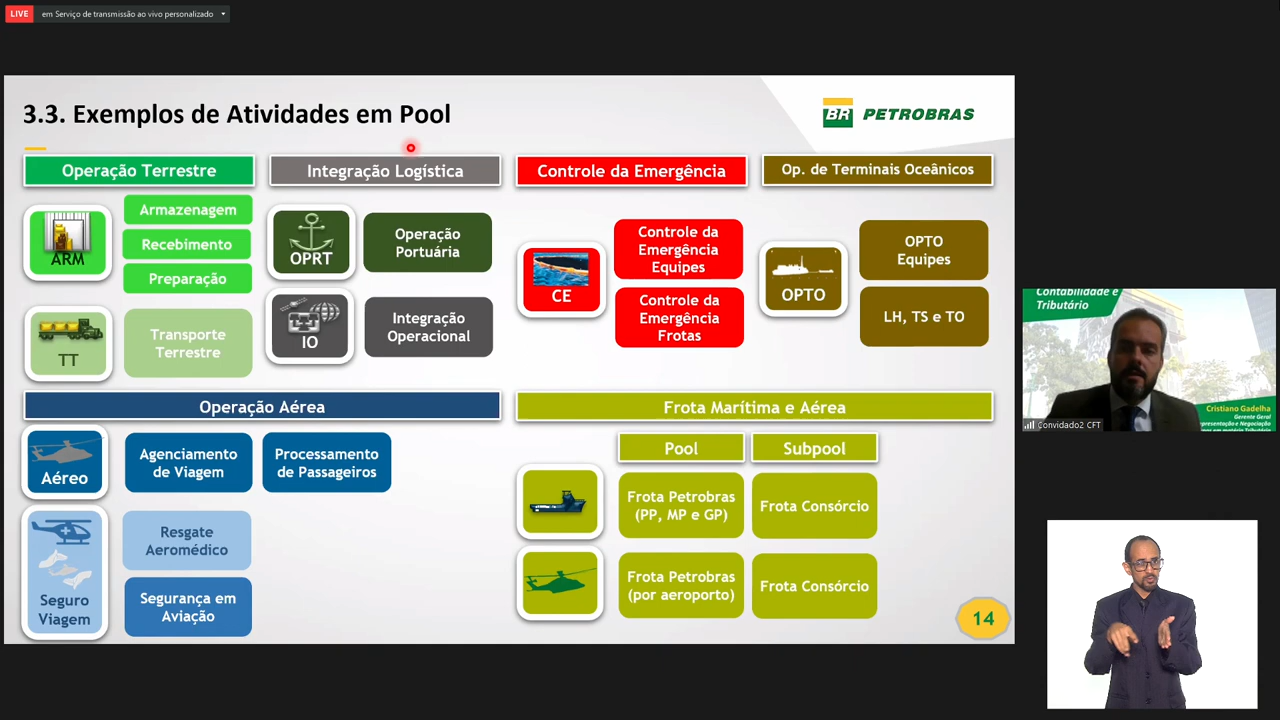 LIVE em Serviço de transmissão ao vivo personalizado
3.3. Exemplos de Atividades em Pool
BR PETROBRAS
Operação Terrestre
ARM
Armazenagem
Recebimento
Preparação
TT
Transporte
Terrestre
Integração Logística
OPRT
Operação
Portuária
IO
Integração
Operacional
Controle da Emergência
CE
Controle da
Emergência
Equipes
Controle da
Emergência
Frotas
Op. de Terminais Oceânicos
OPTO
OPTO
Equipes
LH, TS e TO
Operação Aérea
Aéreo
Agenciamento
de Viagem
Processamento
de Passageiros
Seguro
Viagem
Resgate
Aeromédico
Segurança em
Aviação
Frota Marítima e Aérea
Pool
Subpool
Frota Petrobras
(PP, MP e GP)
Frota Consórcio
Frota Petrobras
(por aeroporto)
Frota Consórcio
14
Contabilidade e
Tributário
Cristiano Gadelha
Gerente Geral
Convidado2 CFT